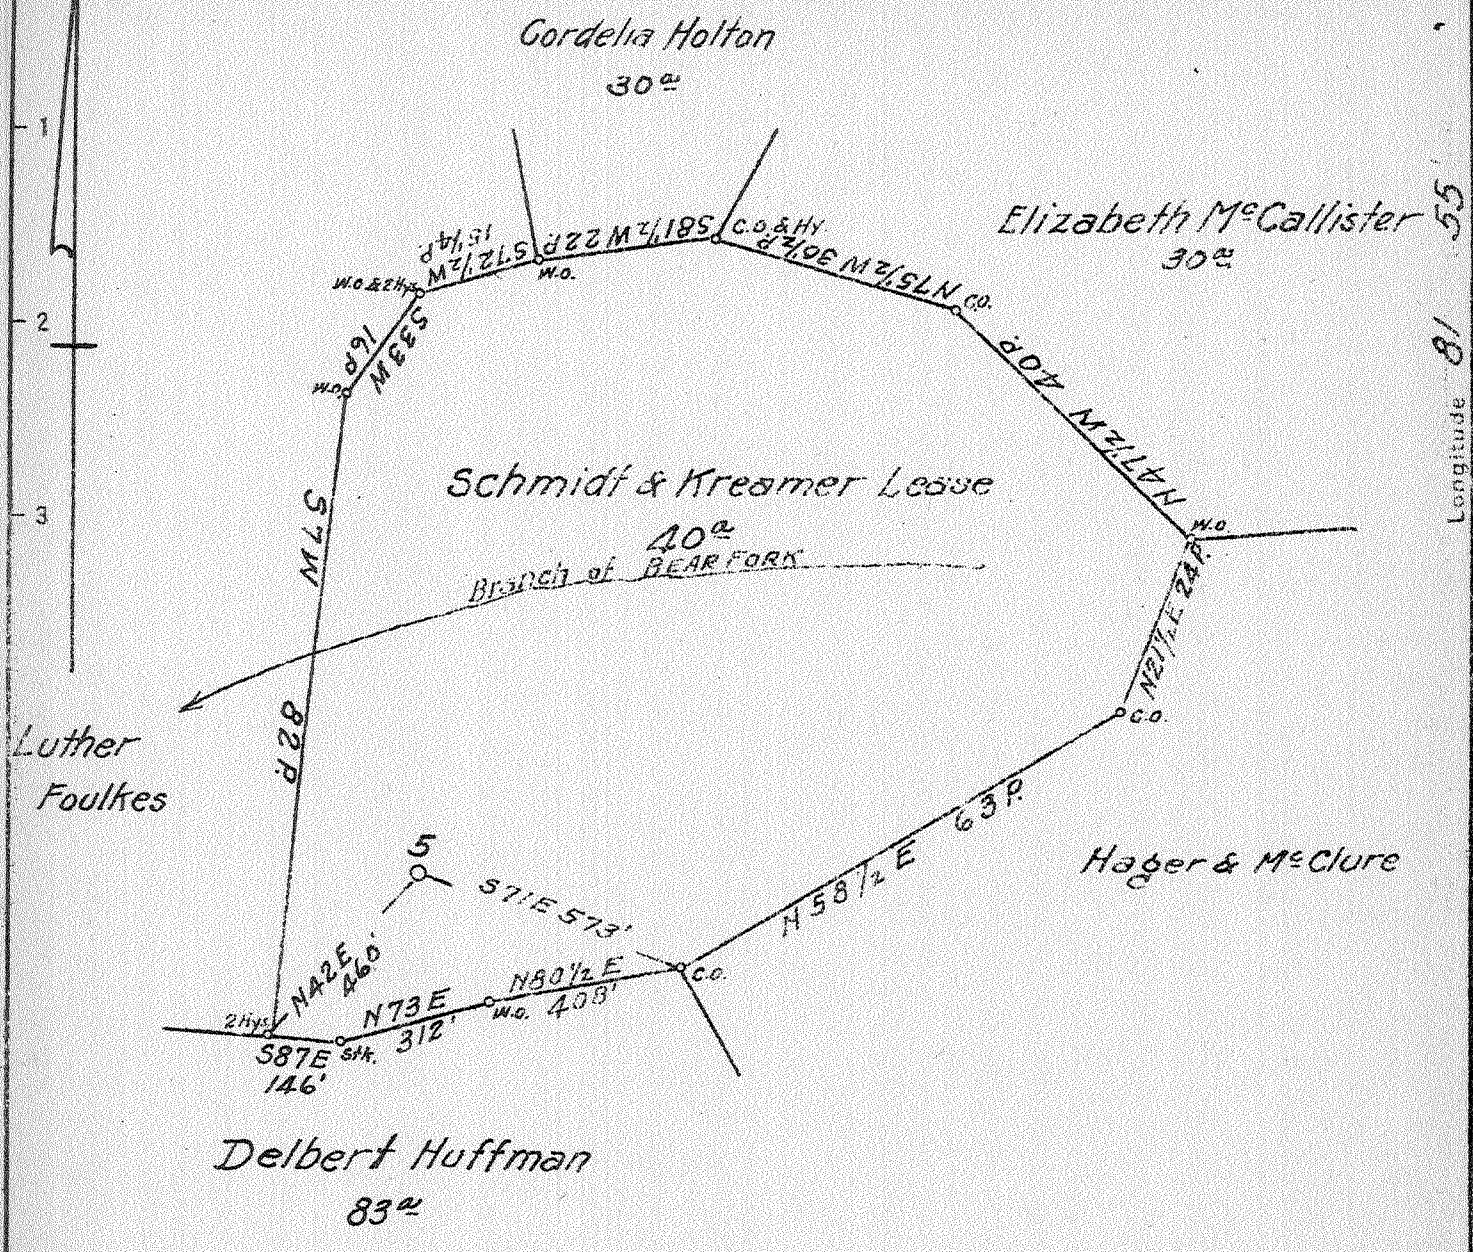 Cordelia Holton
30a
1
Elizabeth McCallister
30a
55
S72½W
15¼P.
S81½W 22P.
C.O. & Hy
N75½W 30½P.
W.O & 2Hys
W.O.
C.O.
2
81
Longitude
16P
S33W
W.O.
N47½W 40P.
3
S7W
82P.
Schmidt & Kreamer Lease
40a
Branch of BEAR FORK
W.O.
N21½E 24P.
C.O.
Luther
Foulkes
5
S71E 573'
N58½E 63P.
Hager & McClure
N42E
460'
N73E
312'
N80½E
408'
C.O.
W.O.
2 Hys
Stk.
S87E
146'
Delbert Huffman
83a